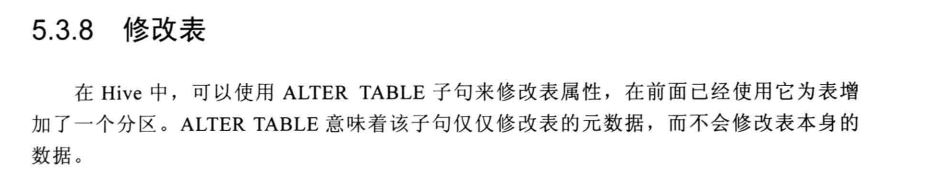 5.3.8 修改表
在 Hive 中，可以使用 ALTER TABLE 子句来修改表属性，在前面已经使用它为表增
加了一个分区。ALTER TABLE 意味着该子句仅仅修改表的元数据，而不会修改表本身的
数据。